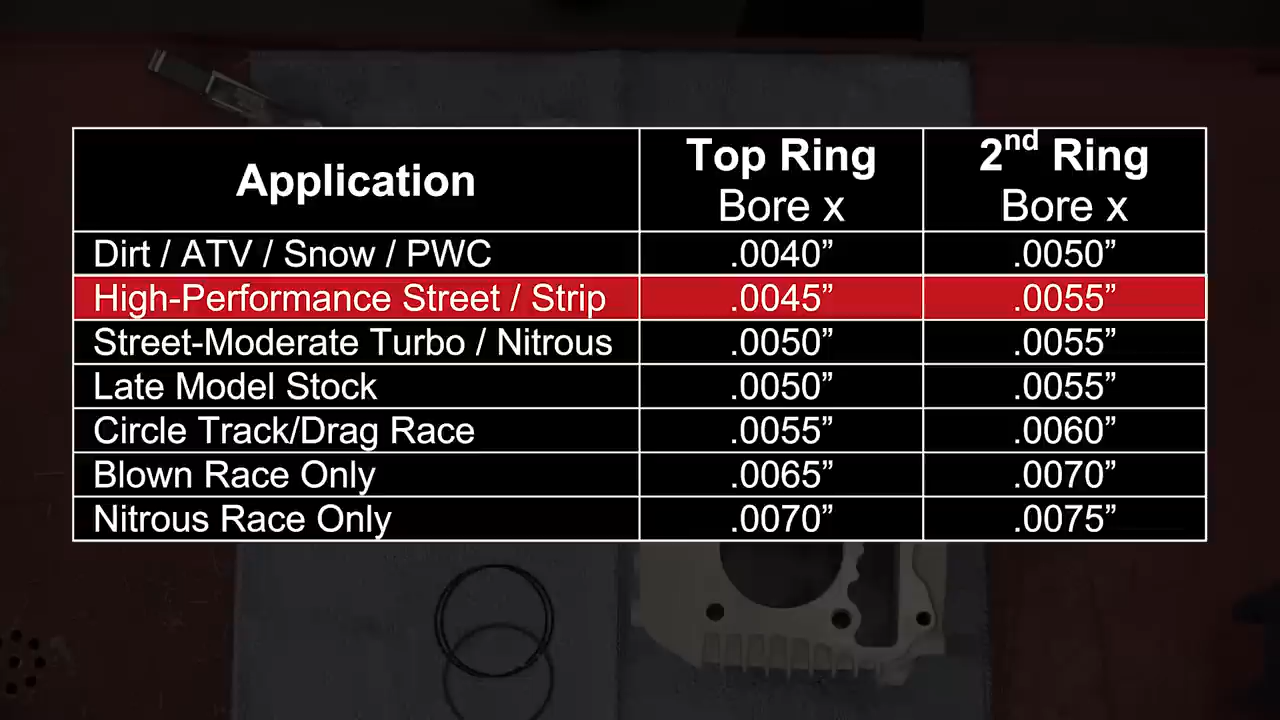 Application
Top Ring
Bore x
2nd Ring
Bore x
Dirt / ATV / Snow / PWC .0040” .0050”
High-Performance Street / Strip .0045” .0055”
Street-Moderate Turbo / Nitrous .0050” .0055”
Late Model Stock .0050” .0055”
Circle Track/Drag Race .0055” .0060”
Blown Race Only .0065” .0070”
Nitrous Race Only .0070” .0075”